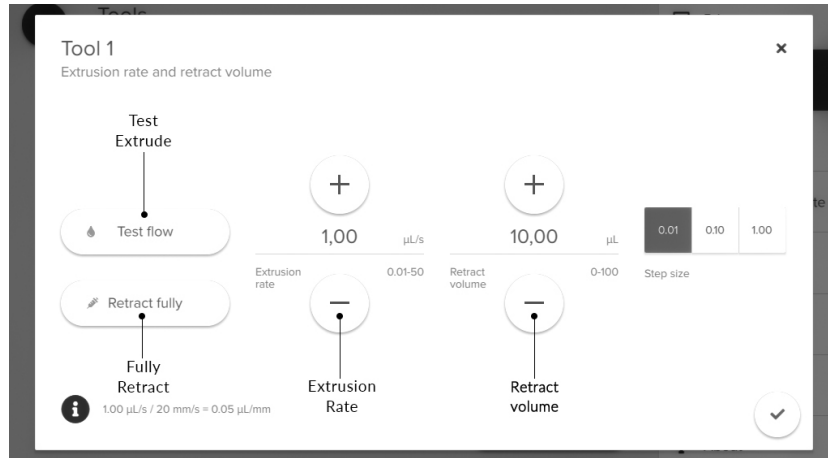 Tools
Tool 1
Extrusion rate and retract volume
Test
Extrude
Test flow
1,00 µL/s
10,00 µL
0.01 0.10 1.00
Extrusion
rate
0.01-50
Retract
volume
0-100
Step size
Retract fully
Fully
Retract
Extrusion
Rate
Retract
volume
1.00 µL/s / 20 mm/s = 0.05 µL/mm